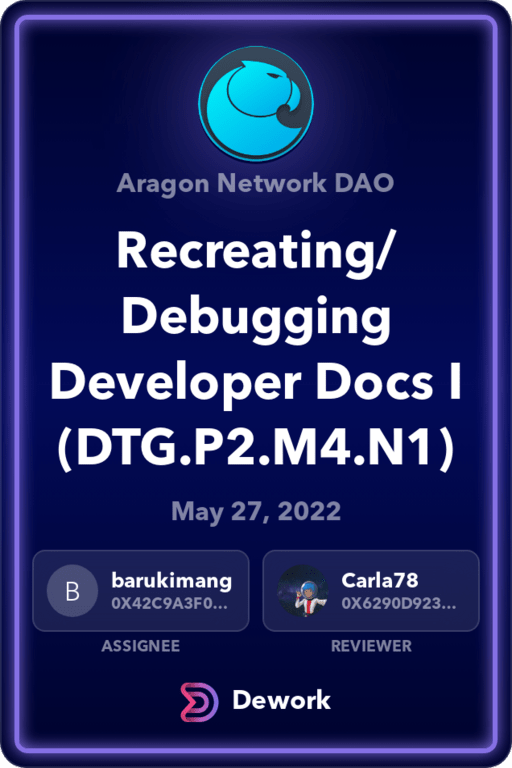 Aragon Network DAO
Recreating/
Debugging
Developer Docs I
(DTG.P2.M4.N1)
May 27, 2022
B
barukimang
0X42C9A3F0...
Carla78
0X6290D923...
ASSIGNEE
REVIEWER
Dework